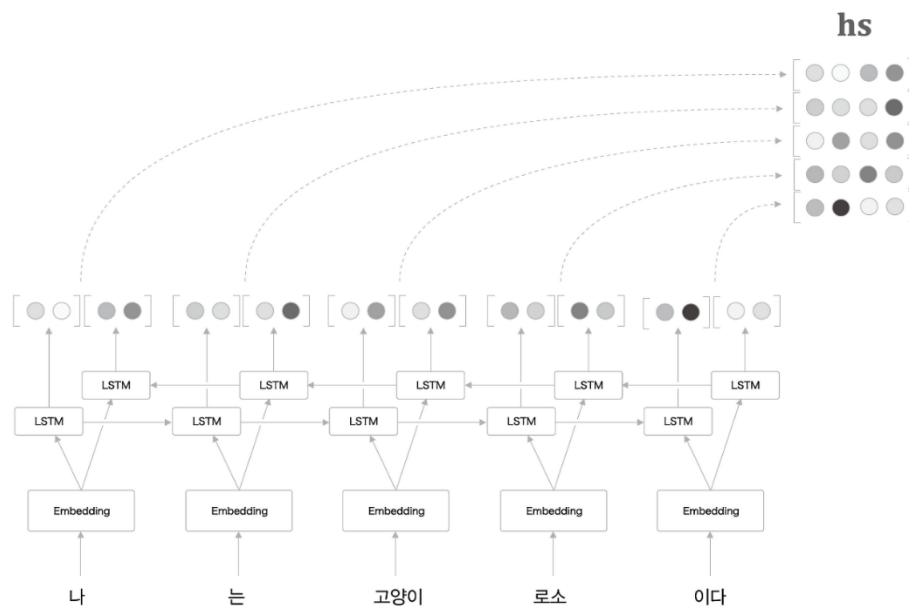 hs
LSTM LSTM LSTM LSTM LSTM
LSTM LSTM LSTM LSTM LSTM
Embedding Embedding Embedding Embedding Embedding
나 는 고양이 로소 이다